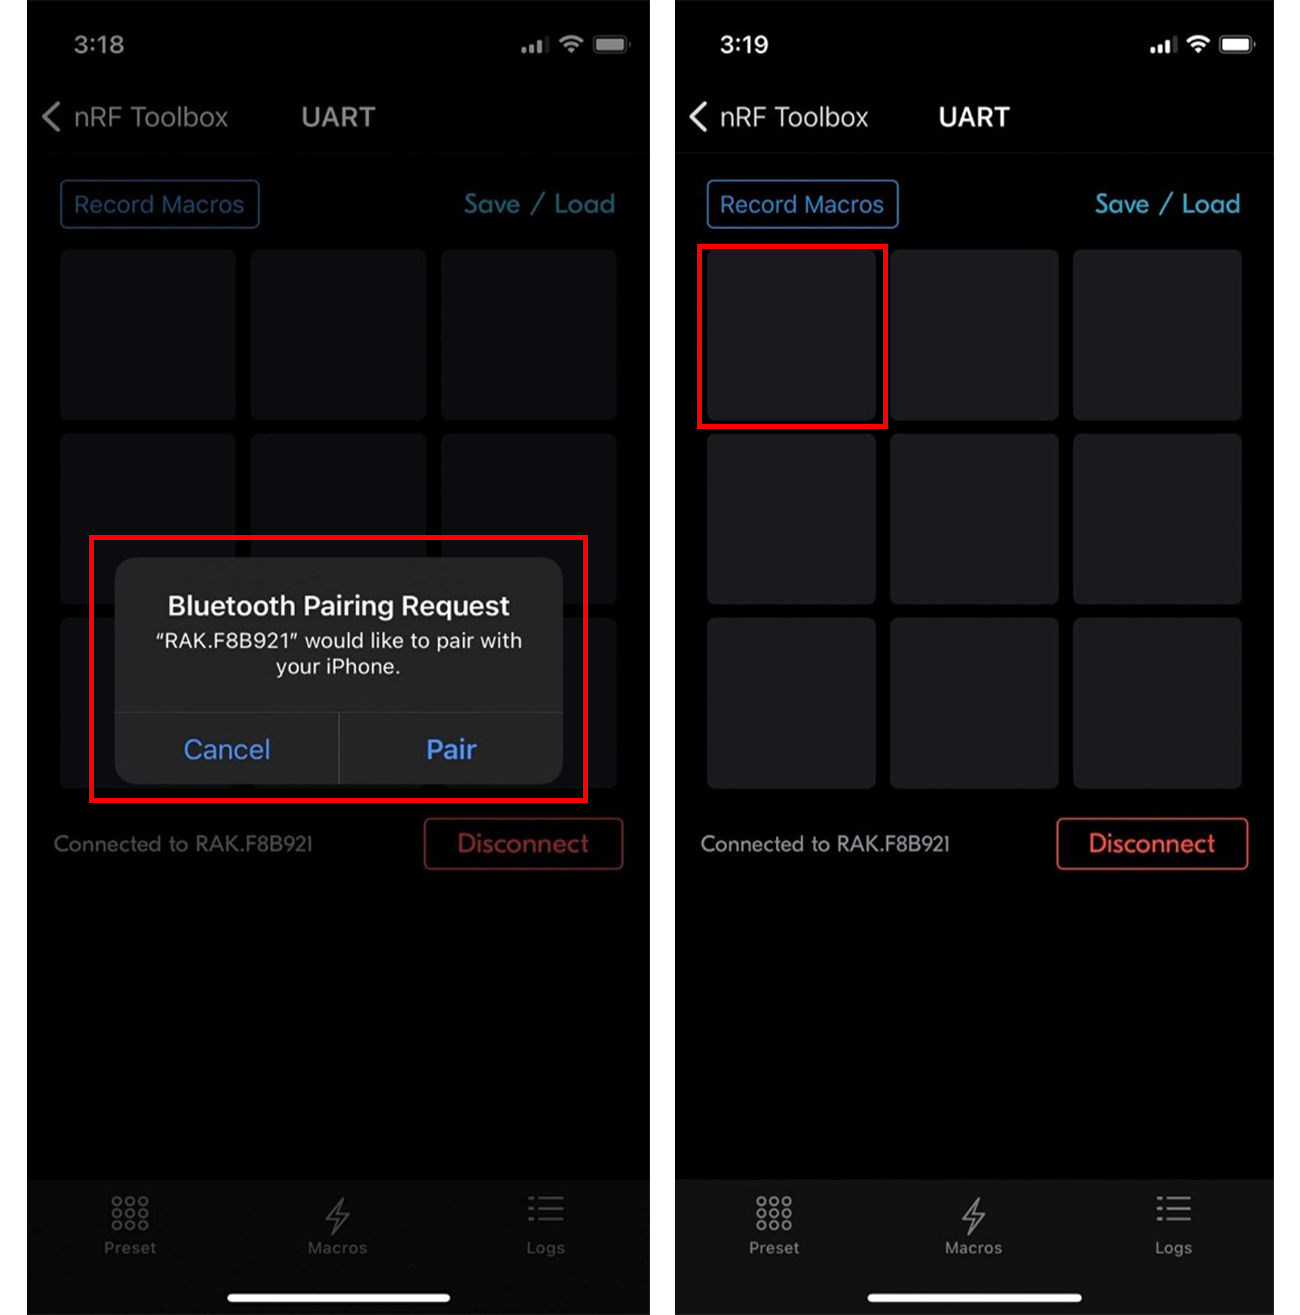 3:18
nRF Toolbox
UART
Record Macros
Save / Load
Bluetooth Pairing Request
“RAK.F8B921” would like to pair with
your iPhone.
Cancel
Pair
Connected to RAK.F8B921
Disconnect
Preset
Macros
Logs
3:19
nRF Toolbox
UART
Record Macros
Save / Load
Connected to RAK.F8B921
Disconnect
Preset
Macros
Logs